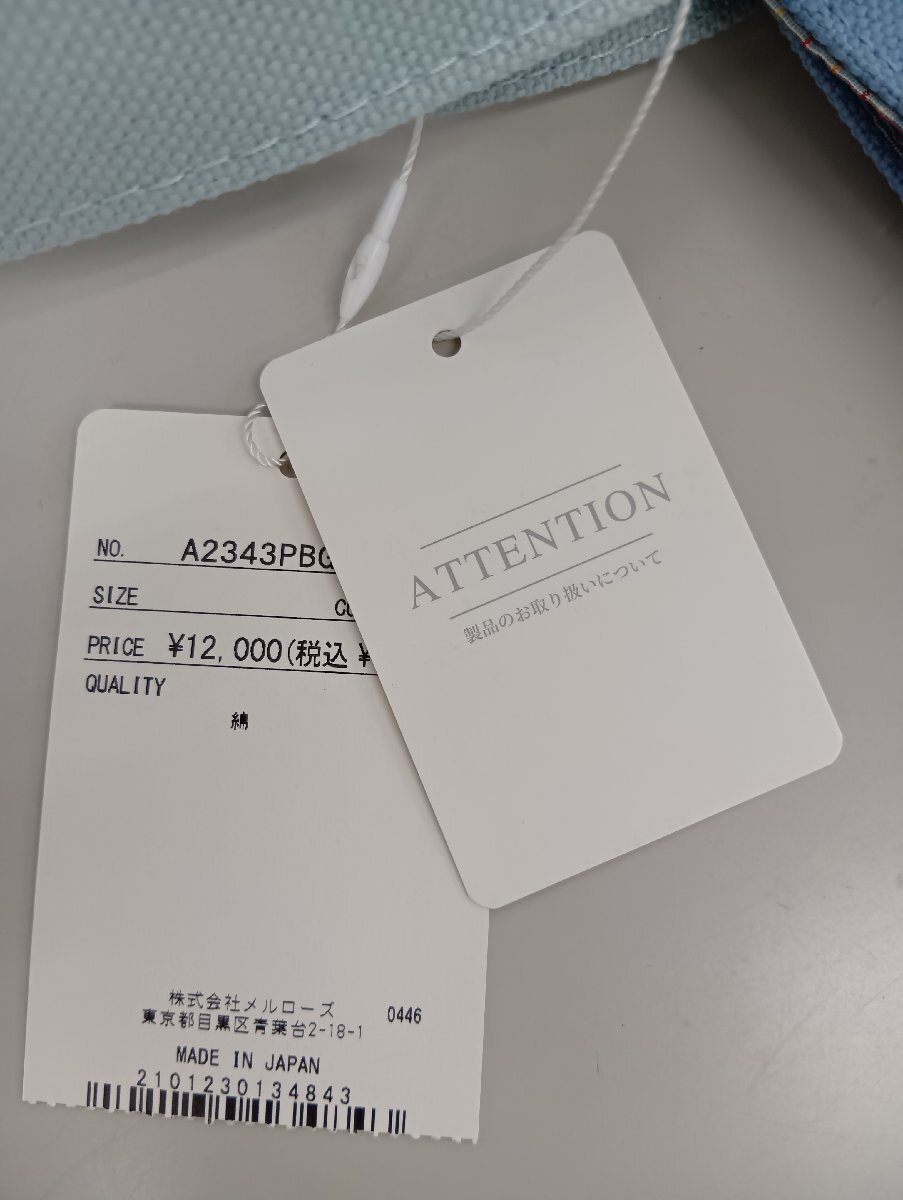 NO. A2343PB
SIZE
PRICE ¥12,000(税込 ¥
QUALITY
綿
株式会社メルローズ
東京都目黒区青葉台2-18-1
0446
MADE IN JAPAN
2101230134843
ATTENTION
製品のお取り扱いについて